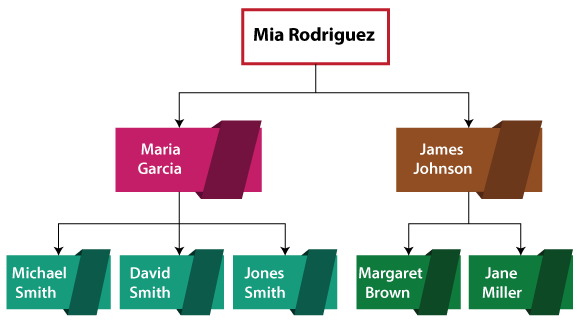 Mia Rodriguez
Maria
Garcia
James
Johnson
Michael
Smith
David
Smith
Jones
Smith
Margaret
Brown
Jane
Miller